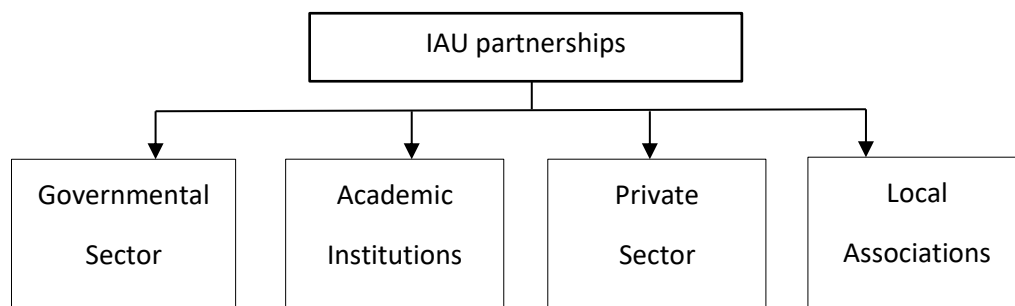 IAU partnerships
Governmental
Sector
Academic
Institutions
Private
Sector
Local
Associations